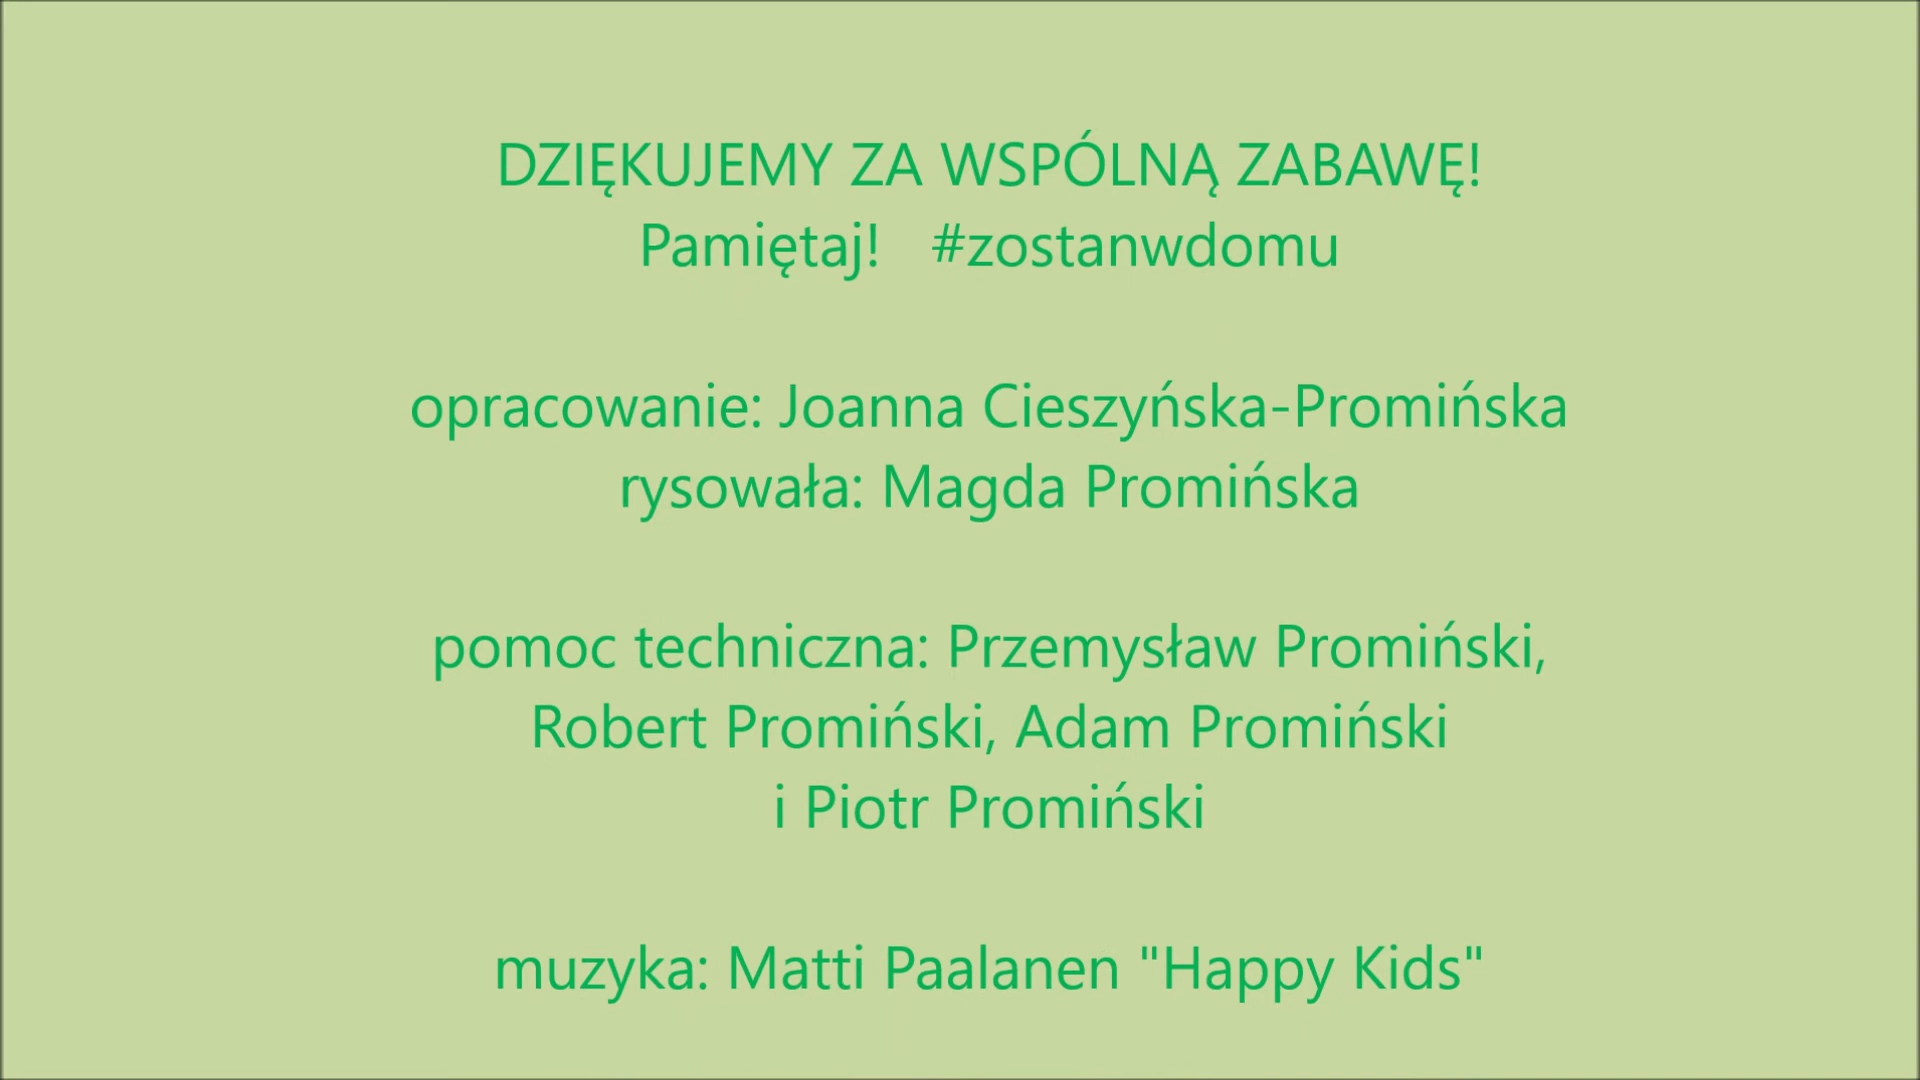 DZIĘKUJEMY ZA WSPÓLNĄ ZABAWĘ!
Pamiętaj! #zostanwdomu
opracowanie: Joanna Cieszyńska-Promińska
rysowała: Magda Promińska
pomoc techniczna: Przemysław Promiński,
Robert Promiński, Adam Promiński
i Piotr Promiński
muzyka: Matti Paalanen "Happy Kids"